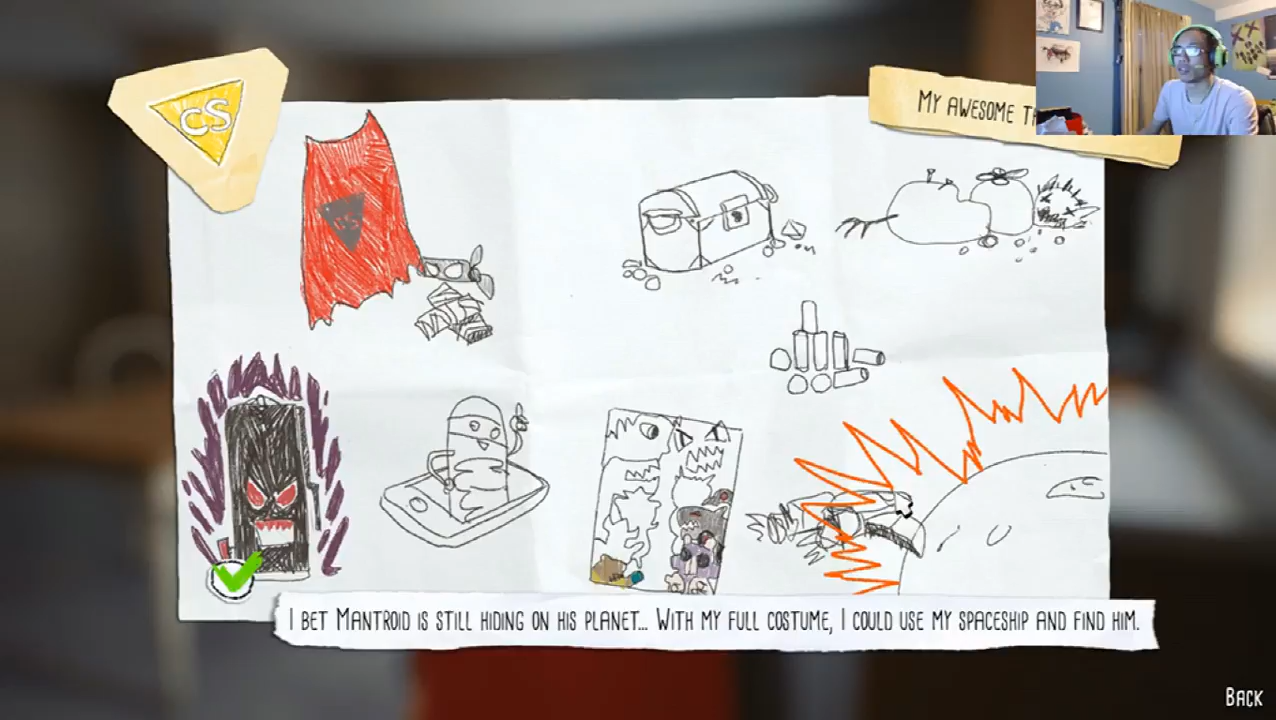 CS
My awesome
I bet Mantroid is still hiding on his planet... With my full costume, I could use my spaceship and find him.
Back